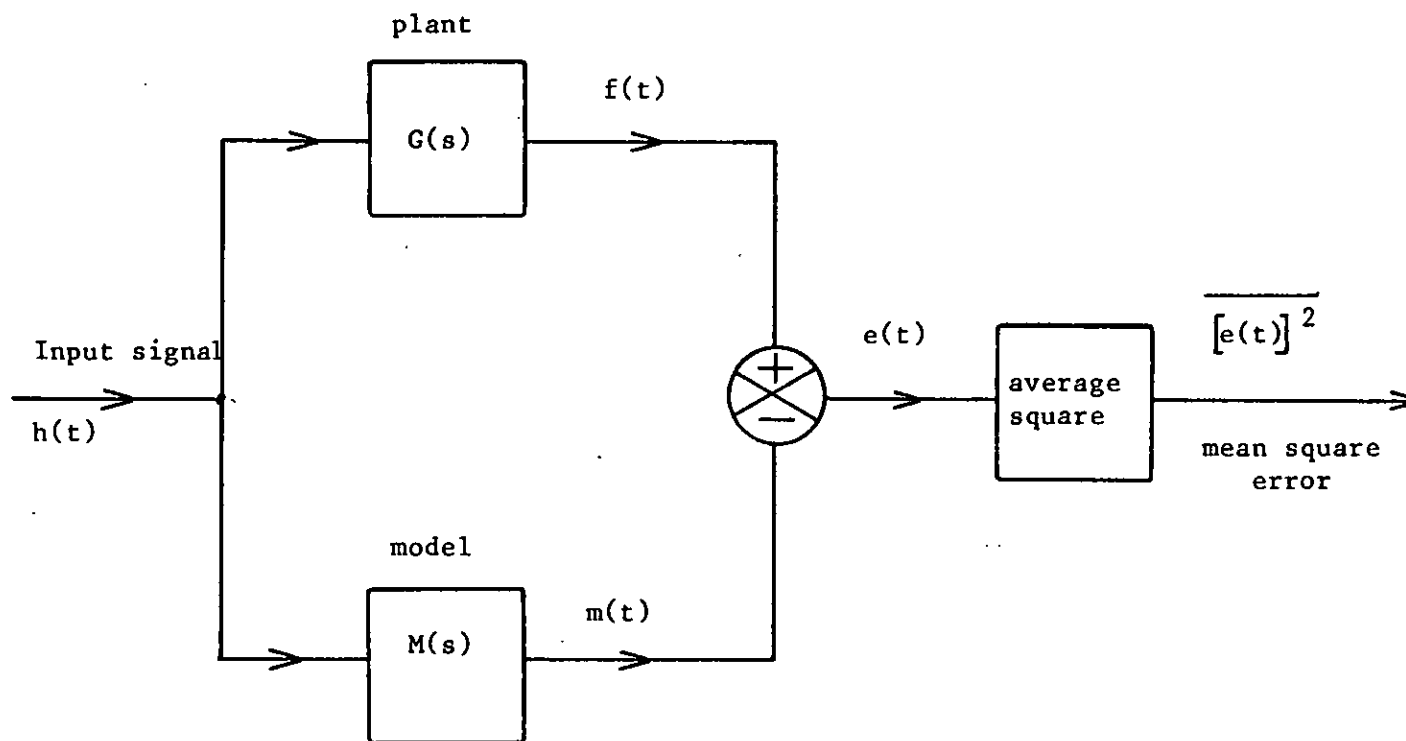 plant
G(s)
f(t)
Input signal
h(t)
+
−
e(t)
average
square
[e(t)]²
mean square
error
model
M(s)
m(t)